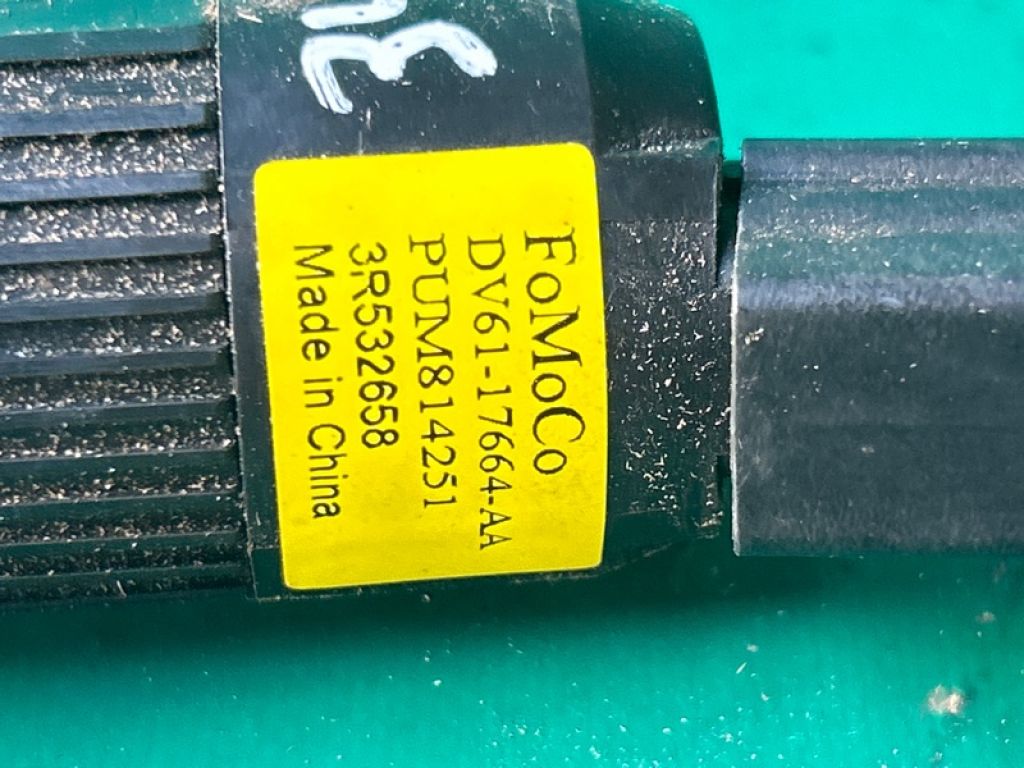 FoMoCo
DV61-17664-AA
PUM814251
3R532658
Made in China